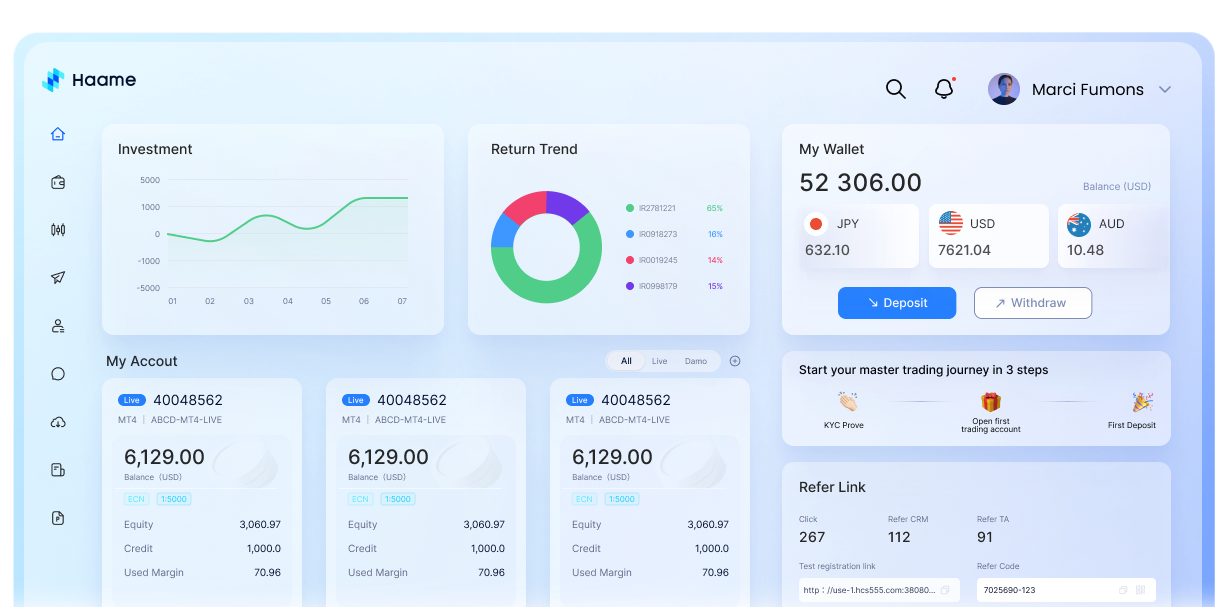 Haame
Marci Fumons
Investment
5000
1000
0
-1000
-5000
01 02 03 04 05 06 07
Return Trend
IR2781221 65%
IR0918273 16%
IR0019245 14%
IR0998179 15%
My Wallet
52 306.00
Balance (USD)
JPY
632.10
USD
7621.04
AUD
10.48
↘ Deposit
↗ Withdraw
My Accout
All Live Damo
Live 40048562
MT4 | ABCD-MT4-LIVE
6,129.00
Balance (USD)
ECN 1:5000
Equity 3,060.97
Credit 1,000.0
Used Margin 70.96
Live 40048562
MT4 | ABCD-MT4-LIVE
6,129.00
Balance (USD)
ECN 1:5000
Equity 3,060.97
Credit 1,000.0
Used Margin 70.96
Live 40048562
MT4 | ABCD-MT4-LIVE
6,129.00
Balance (USD)
ECN 1:5000
Equity 3,060.97
Credit 1,000.0
Used Margin 70.96
Start your master trading journey in 3 steps
KYC Prove
Open first
trading account
First Deposit
Refer Link
Click Refer CRM Refer TA
267 112 91
Test registration link Refer Code
http：//use-1.hcs555.com:38080... 7025690-123